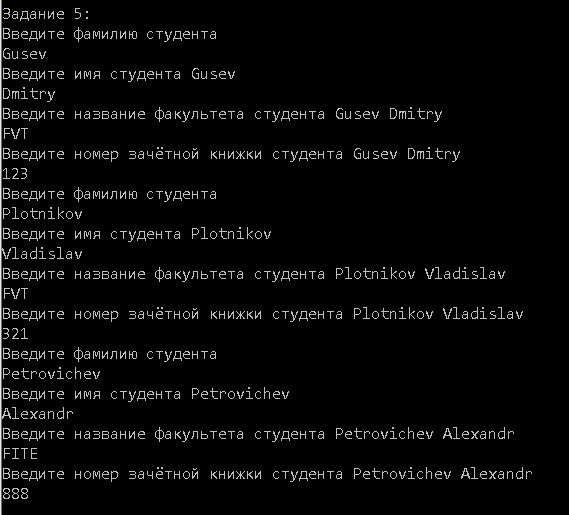 Задание 5:
Введите фамилию студента
Gusev
Введите имя студента Gusev
Dmitry
Введите название факультета студента Gusev Dmitry
FVT
Введите номер зачётной книжки студента Gusev Dmitry
123
Введите фамилию студента
Plotnikov
Введите имя студента Plotnikov
Vladislav
Введите название факультета студента Plotnikov Vladislav
FVT
Введите номер зачётной книжки студента Plotnikov Vladislav
321
Введите фамилию студента
Petrovichev
Введите имя студента Petrovichev
Alexandr
Введите название факультета студента Petrovichev Alexandr
FITE
Введите номер зачётной книжки студента Petrovichev Alexandr
888